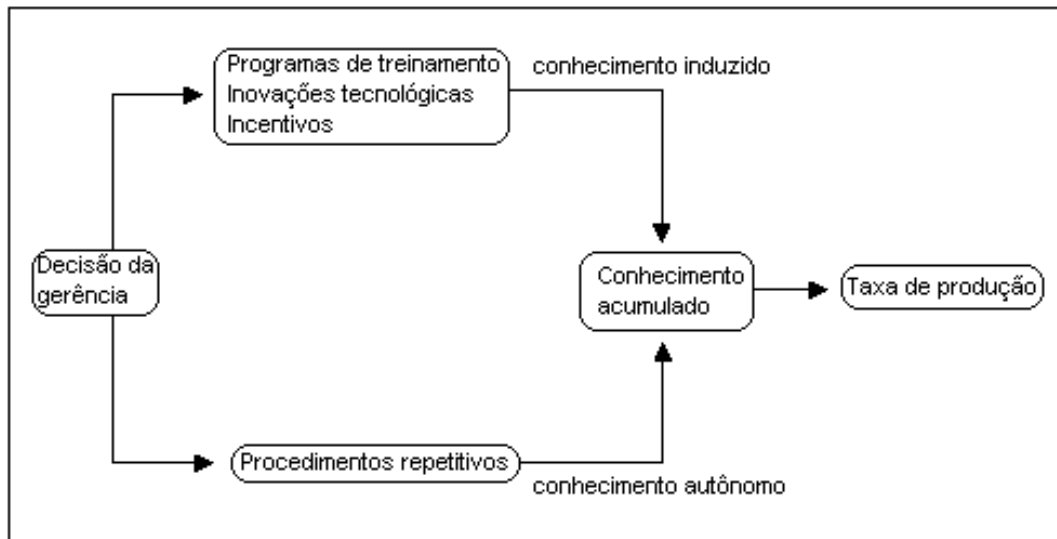 Programas de treinamento
Inovações tecnológicas
Incentivos
conhecimento induzido
Decisão da
gerência
Conhecimento
acumulado
Taxa de produção
Procedimentos repetitivos
conhecimento autônomo